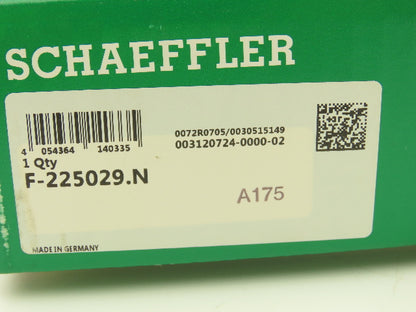 SCHAEFFLER
4 054364 140335
0072R0705/0030515149
003120724-0000-02
1 Qty
F-225029.N
A175
MADE IN GERMANY